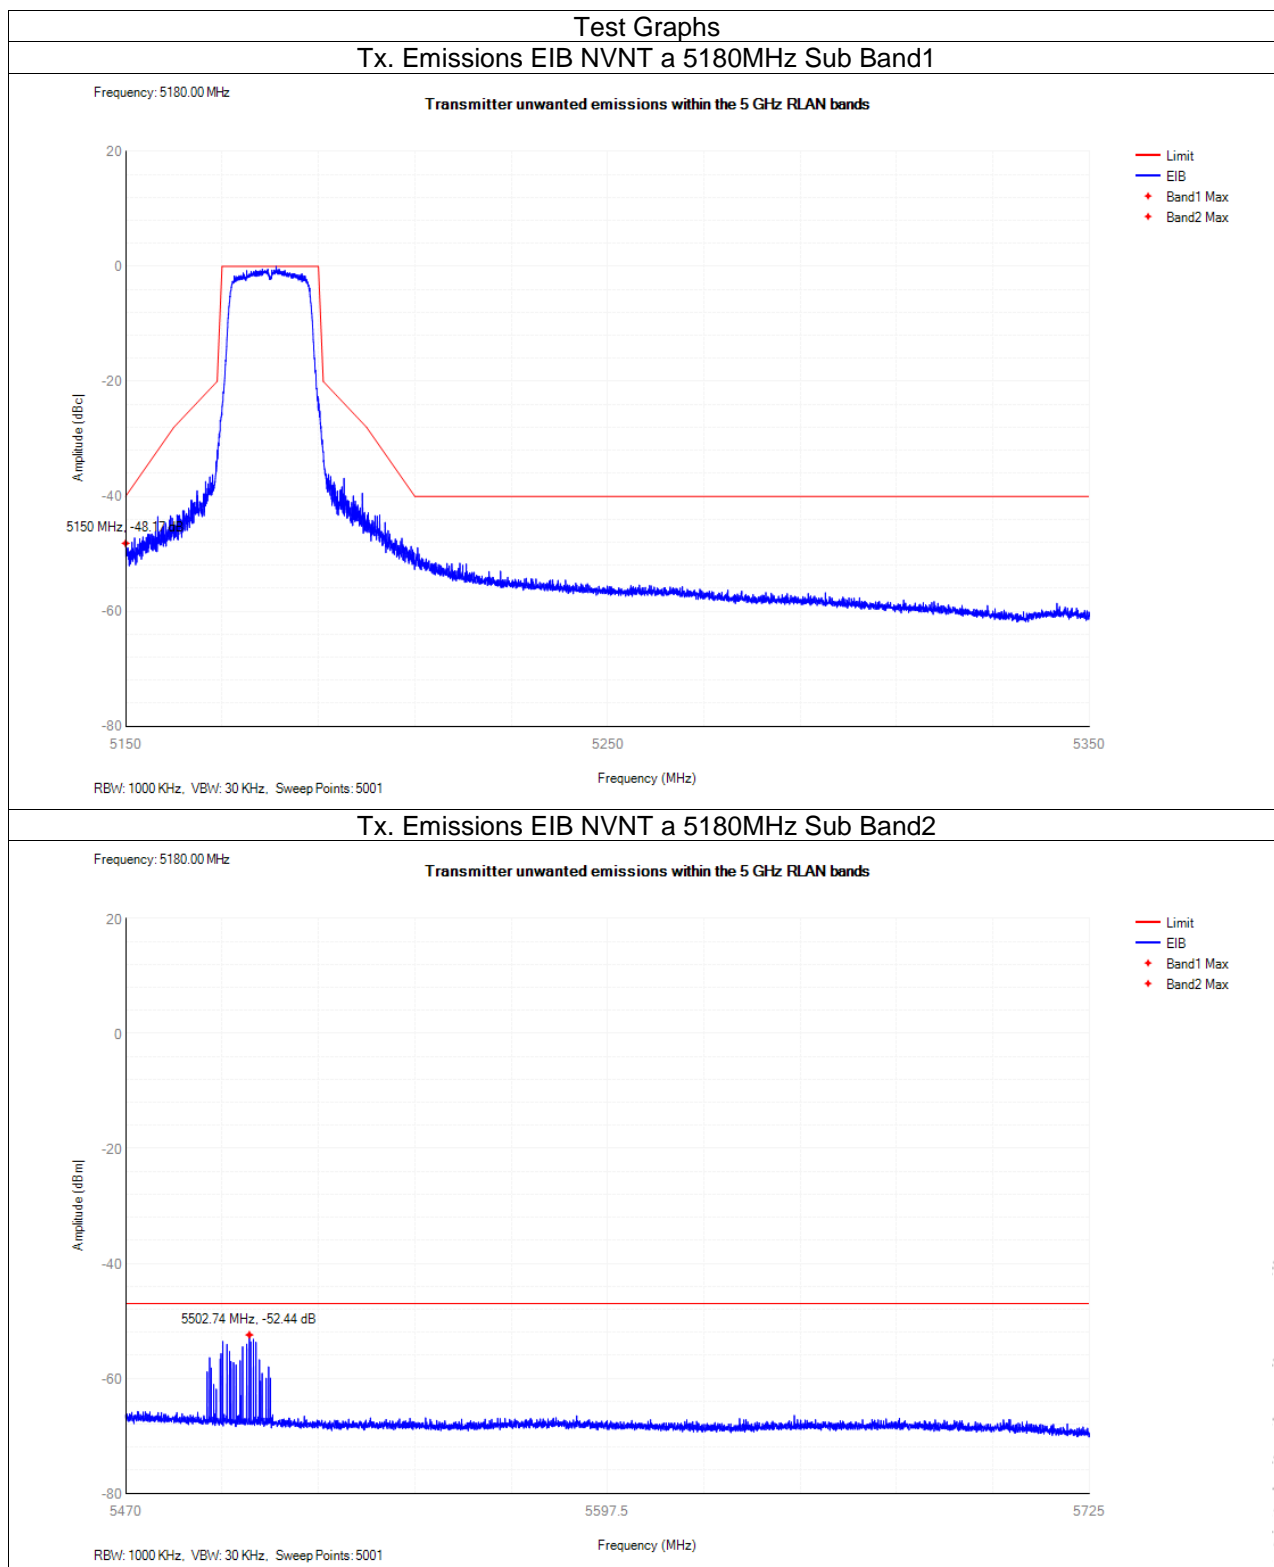 Test Graphs
Tx. Emissions EIB NVNT a 5180MHz Sub Band1
Frequency: 5180.00 MHz
Transmitter unwanted emissions within the 5 GHz RLAN bands
Limit
EIB
Band1 Max
Band2 Max
20
0
-20
-40
-60
-80
Amplitude (dBc|
5150 MHz, -48.17 dB
5150
5250
5350
Frequency (MHz)
RBW: 1000 KHz, VBW: 30 KHz, Sweep Points: 5001
Tx. Emissions EIB NVNT a 5180MHz Sub Band2
Frequency: 5180.00 MHz
Transmitter unwanted emissions within the 5 GHz RLAN bands
Limit
EIB
Band1 Max
Band2 Max
20
0
-20
-40
-60
-80
Amplitude (dBm|
5502.74 MHz, -52.44 dB
5470
5597.5
5725
Frequency (MHz)
RBW: 1000 KHz, VBW: 30 KHz, Sweep Points: 5001